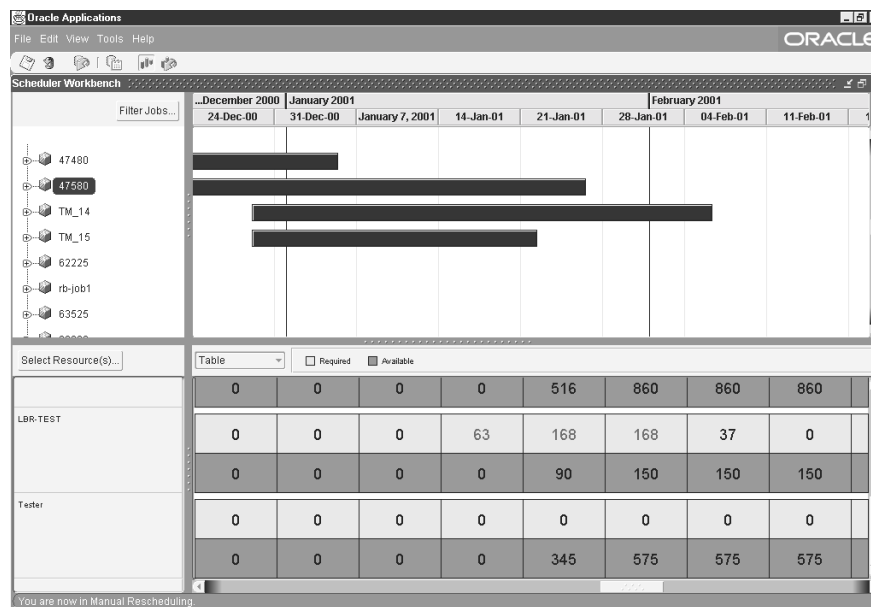 Oracle Applications
File Edit View Tools Help
ORACLE
Scheduler Workbench
Filter Jobs...
...December 2000 January 2001 February 2001
24-Dec-00 31-Dec-00 January 7, 2001 14-Jan-01 21-Jan-01 28-Jan-01 04-Feb-01 11-Feb-01 1
47480
47580
TM_14
TM_15
62225
rb-job1
63525
Select Resource(s)...
Table Required Available
0 0 0 0 516 860 860 860
LBR-TEST
0 0 0 63 168 168 37 0
0 0 0 0 90 150 150 150
Tester
0 0 0 0 0 0 0 0
0 0 0 0 345 575 575 575
You are now in Manual Rescheduling.